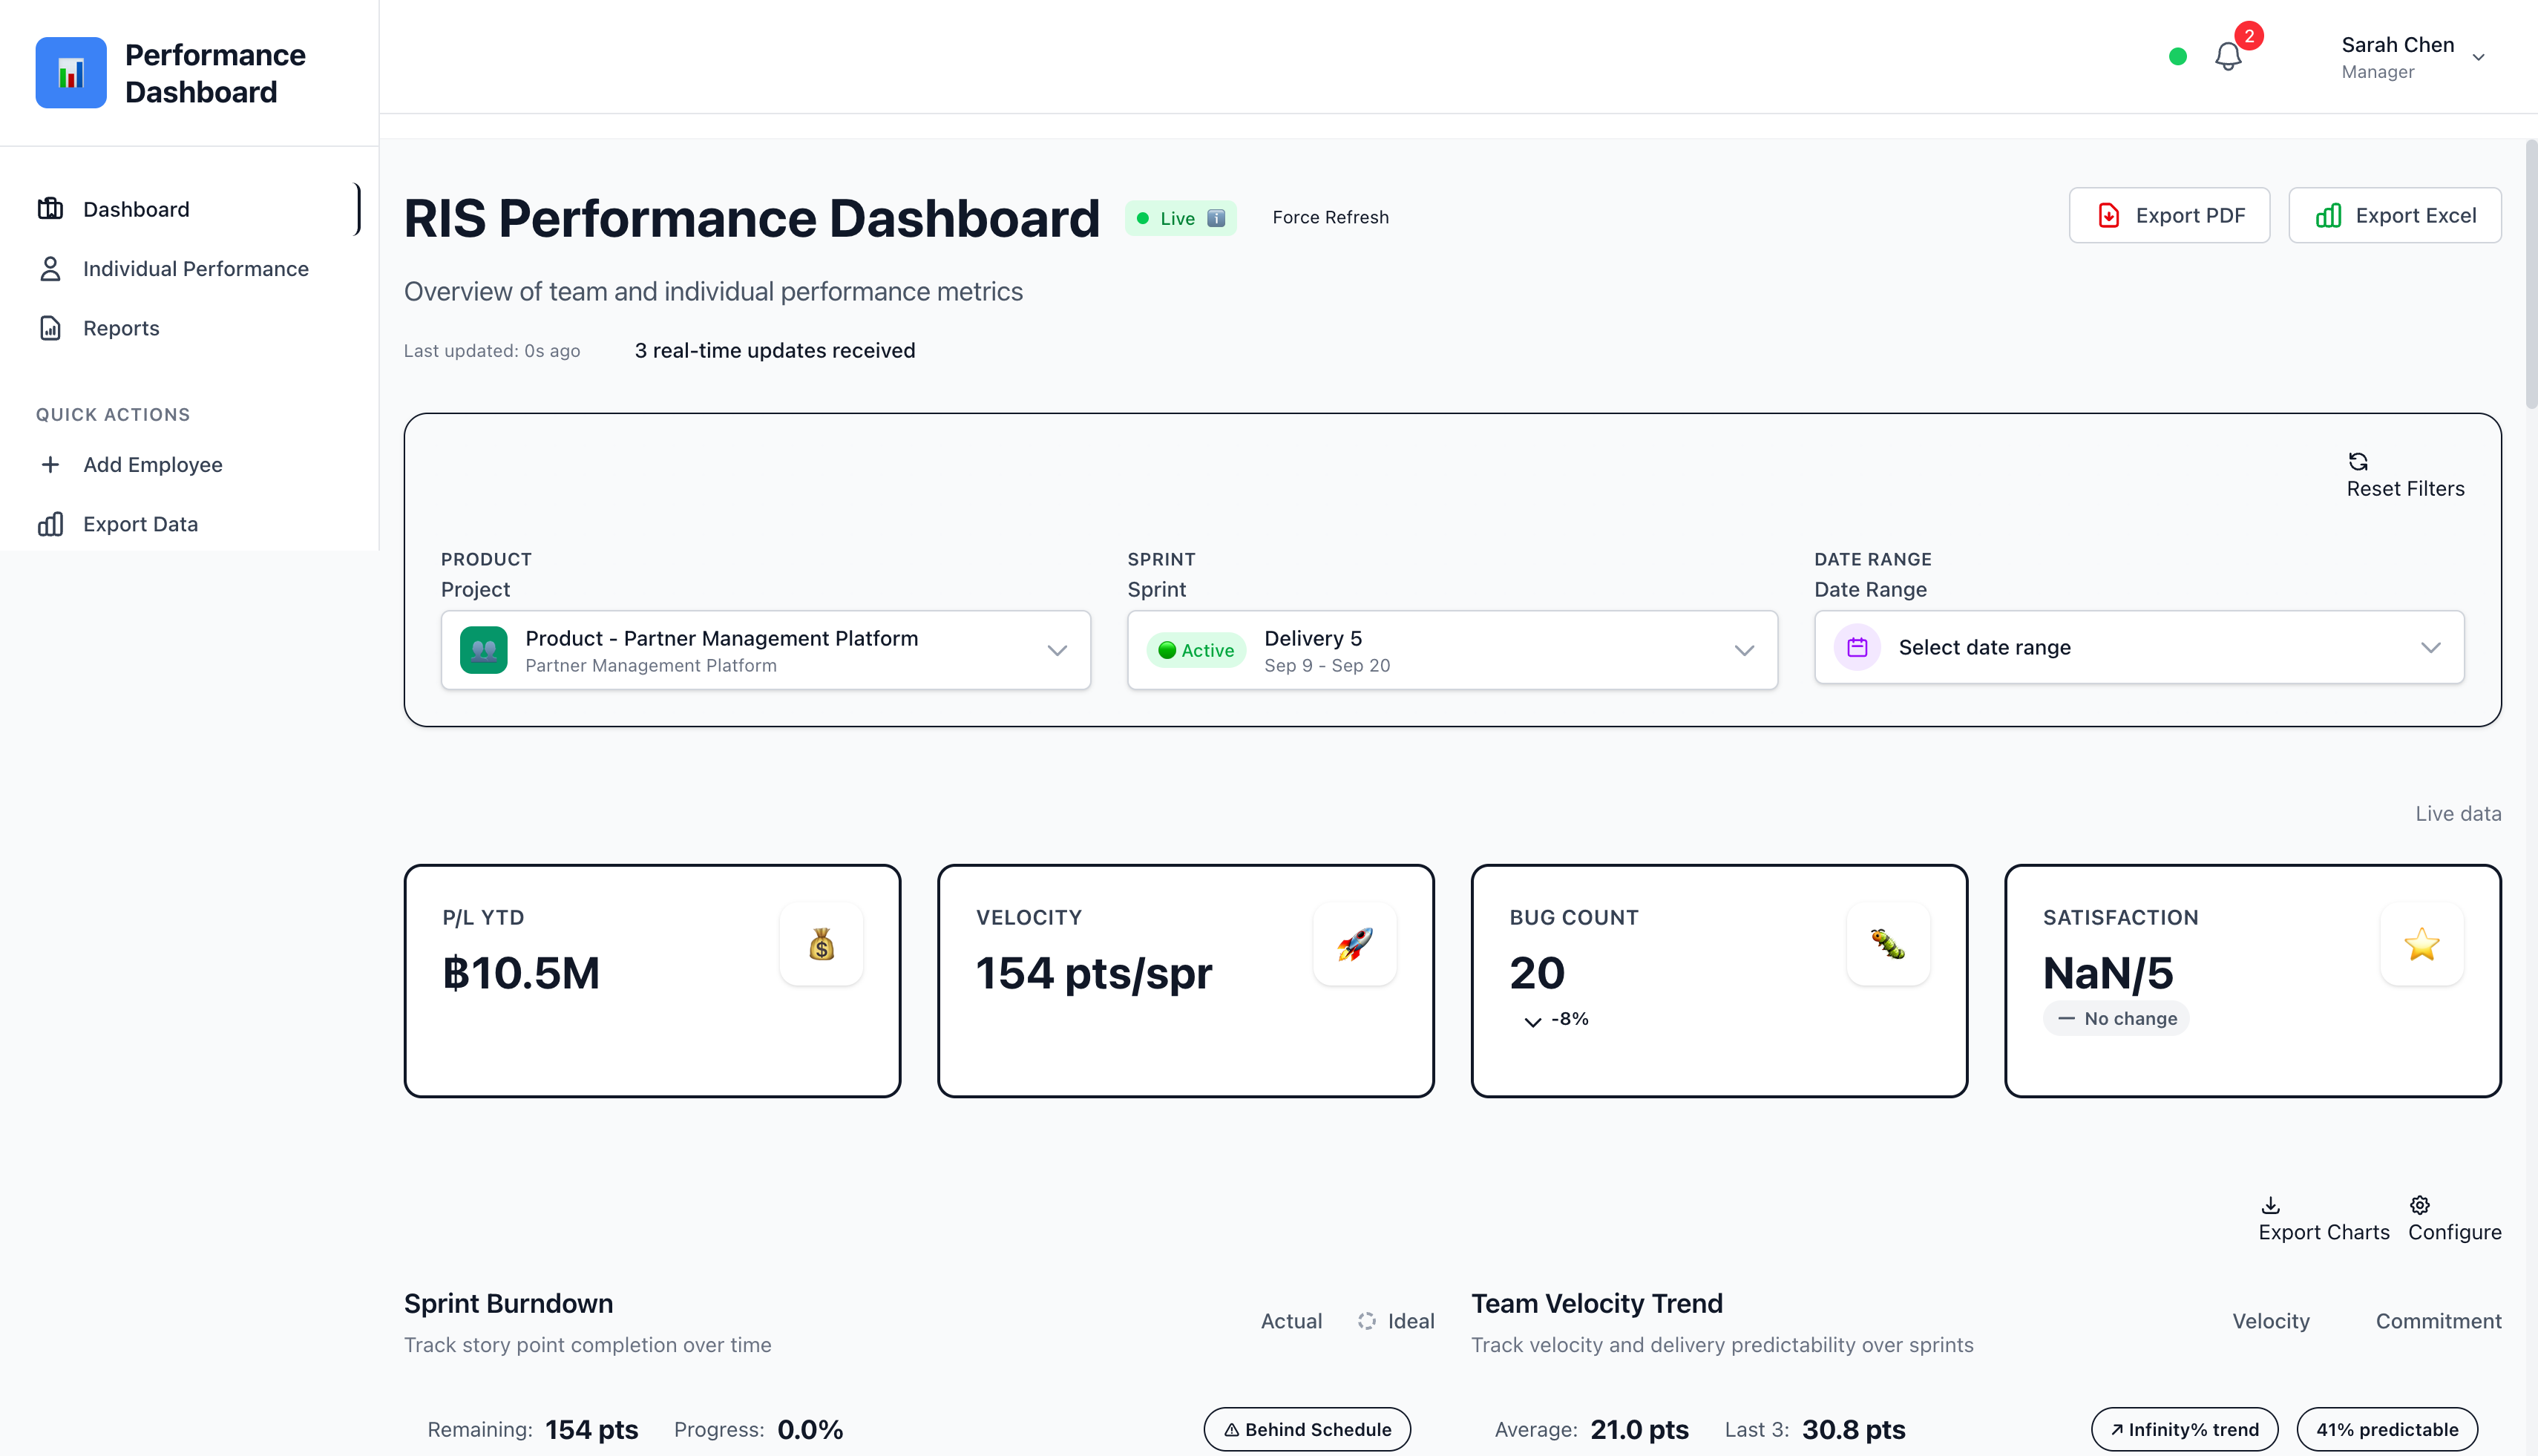 Performance
Dashboard
2
Sarah Chen
Manager
Dashboard
Individual Performance
Reports
QUICK ACTIONS
Add Employee
Export Data
RIS Performance Dashboard
Live
Force Refresh
Export PDF
Export Excel
Overview of team and individual performance metrics
Last updated: 0s ago
3 real-time updates received
Reset Filters
PRODUCT
Project
Product - Partner Management Platform
Partner Management Platform
SPRINT
Sprint
Active
Delivery 5
Sep 9 - Sep 20
DATE RANGE
Date Range
Select date range
Live data
P/L YTD
฿10.5M
VELOCITY
154 pts/spr
BUG COUNT
20
-8%
SATISFACTION
NaN/5
No change
Export Charts
Configure
Sprint Burndown
Track story point completion over time
Actual
Ideal
Remaining: 154 pts
Progress: 0.0%
Behind Schedule
Team Velocity Trend
Track velocity and delivery predictability over sprints
Velocity
Commitment
Average: 21.0 pts
Last 3: 30.8 pts
Infinity% trend
41% predictable